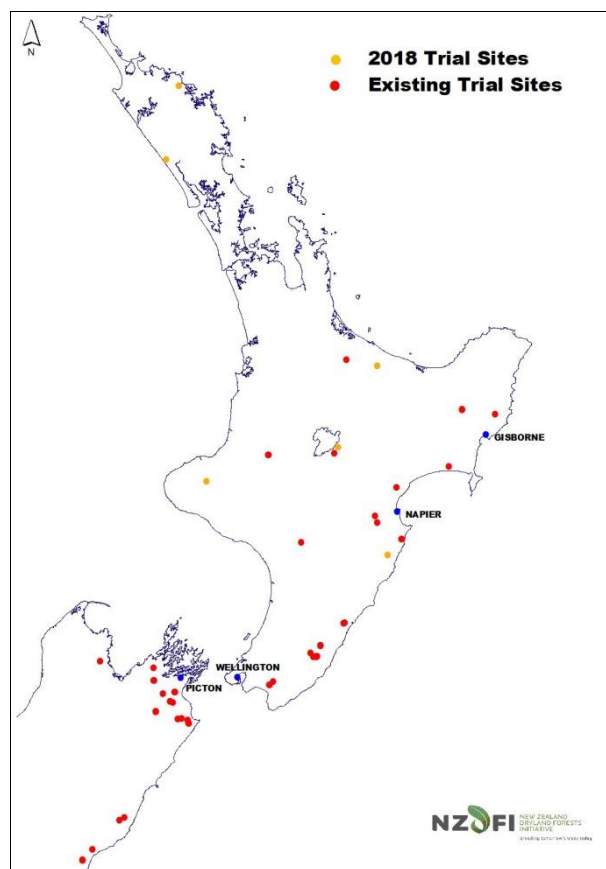 N
2018 Trial Sites
Existing Trial Sites
GISBORNE
NAPIER
WELLINGTON
PICTON
NZDFI
NEW ZEALAND
DRYLAND FORESTS
INITIATIVE